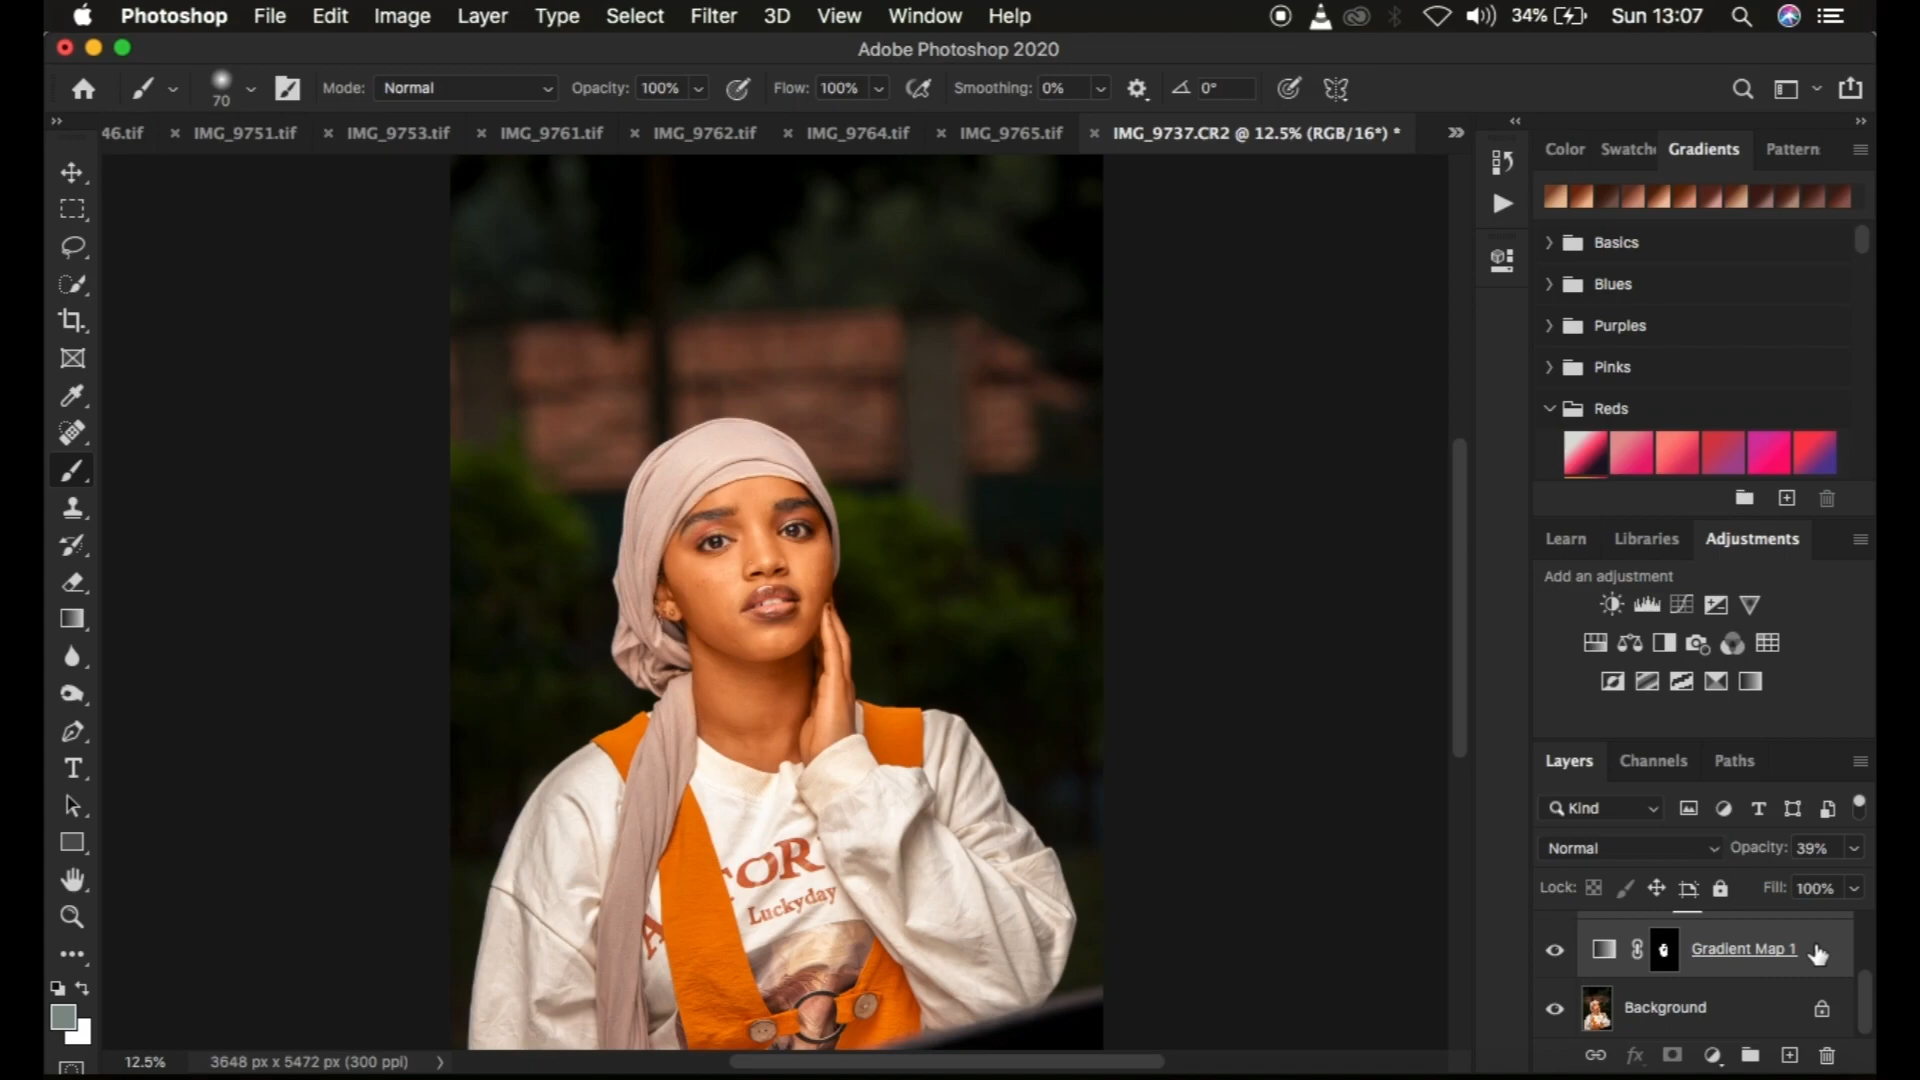 Photoshop File Edit Image Layer Type Select Filter 3D View Window Help 34% Sun 13:07
Adobe Photoshop 2020
70 Mode: Normal Opacity: 100% Flow: 100% Smoothing: 0% 0°
46.tif IMG_9751.tif IMG_9753.tif IMG_9761.tif IMG_9762.tif IMG_9764.tif IMG_9765.tif IMG_9737.CR2 @ 12.5% (RGB/16*) *
Color Swatche Gradients Pattern
Basics
Blues
Purples
Pinks
Reds
Learn Libraries Adjustments
Add an adjustment
Layers Channels Paths
Kind
Normal Opacity: 39%
Lock: Fill: 100%
Gradient Map 1
Background
TORI
Luckyday
A
12.5% 3648 px x 5472 px (300 ppi)